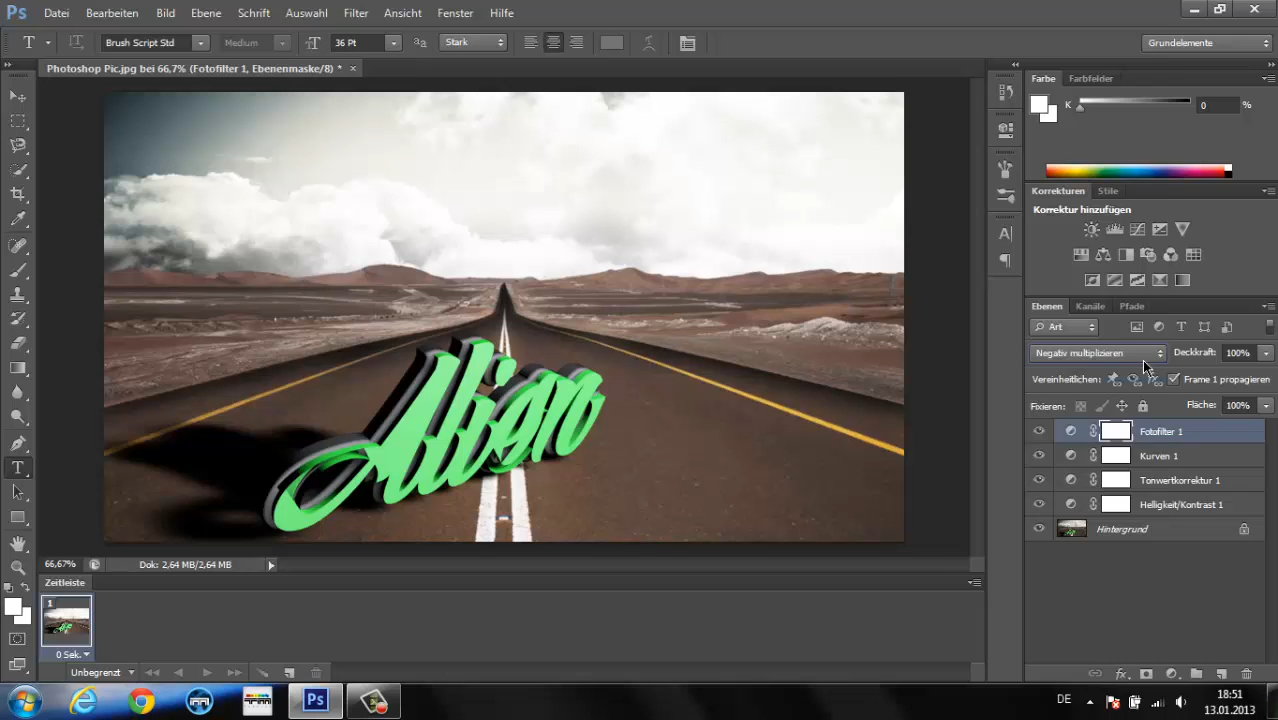 Ps Datei Bearbeiten Bild Ebene Schrift Auswahl Filter Ansicht Fenster Hilfe
T Brush Script Std Medium 36 Pt Stark Grundelemente
Photoshop Pic.jpg bei 66,7% (Fotofilter 1, Ebenenmaske/8) *
Farbe Farbfelder
K 0 %
Korrekturen Stile
Korrektur hinzufügen
Ebenen Kanäle Pfade
Art
Negativ multiplizieren Deckkraft: 100%
Vereinheitlichen: Frame 1 propagieren
Fixieren: Fläche: 100%
Fotofilter 1
Kurven 1
Tonwertkorrektur 1
Helligkeit/Kontrast 1
Hintergrund
Alien
66,67% Dok: 2,64 MB/2,64 MB
Zeitleiste
1
0 Sek.
Unbegrenzt
Ps
DE
18:51
13.01.2013